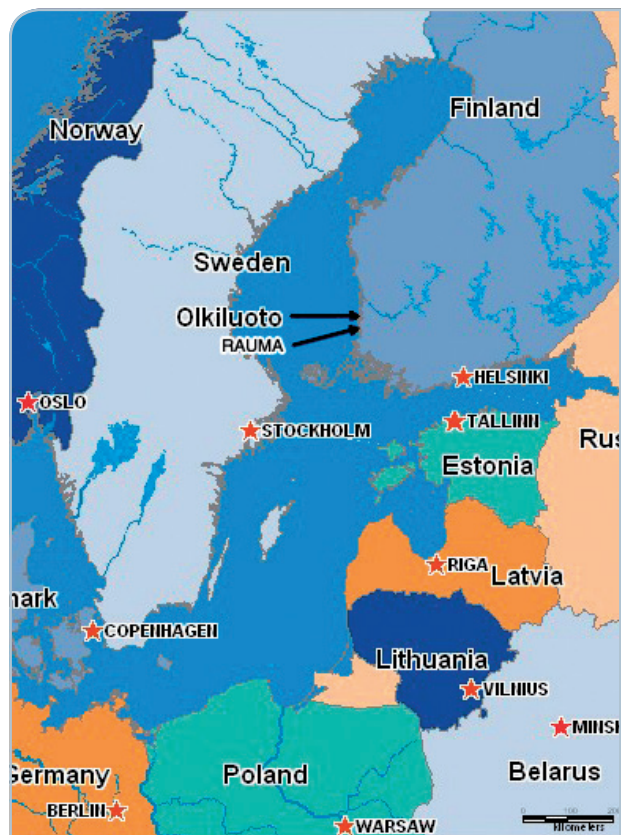 Finland
Norway
Sweden
Olkiluoto
RAUMA
HELSINKI
OSLO
TALLINN
STOCKHOLM
Rus
Estonia
RIGA
Latvia
mark
COPENHAGEN
Lithuania
VILNIUS
MINSK
Germany
Poland
Belarus
BERLIN
WARSAW
kilometers